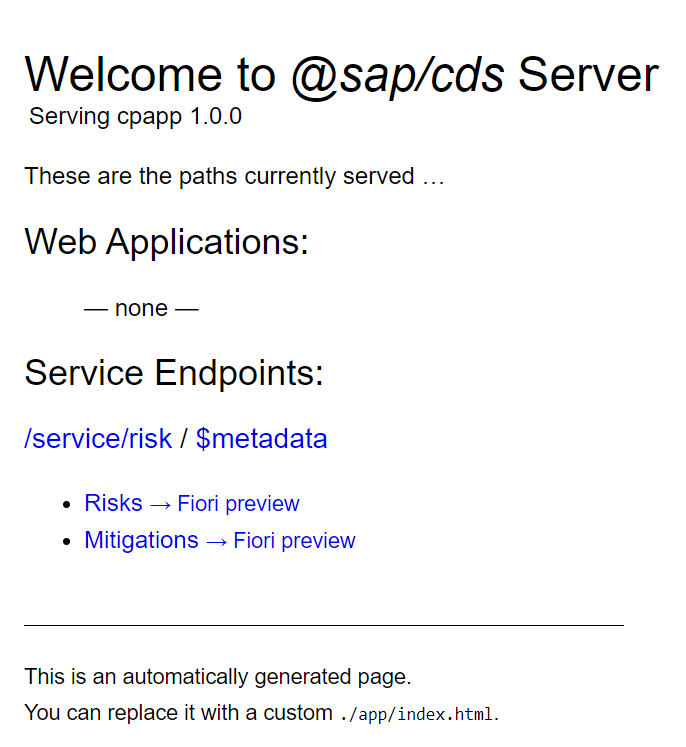 Welcome to @sap/cds Server
Serving cpapp 1.0.0
These are the paths currently served …
Web Applications:
— none —
Service Endpoints:
/service/risk / $metadata
Risks → Fiori preview
Mitigations → Fiori preview
This is an automatically generated page.
You can replace it with a custom ./app/index.html.